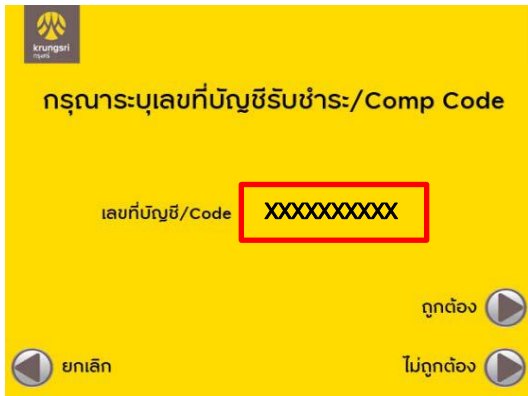 krungsri
กรุงศรี
กรุณาระบุเลขที่บัญชีรับชำระ/Comp Code
เลขที่บัญชี/Code XXXXXXXXXX
ถูกต้อง
ยกเลิก ไม่ถูกต้อง